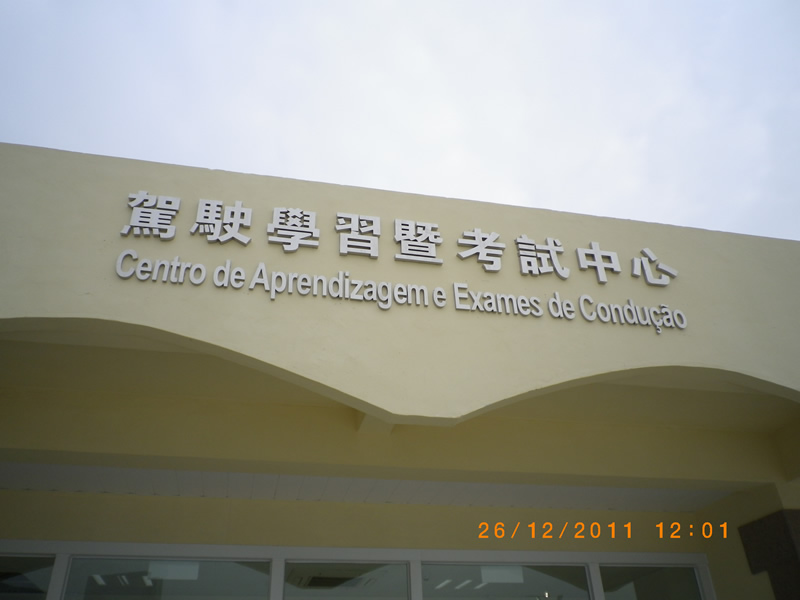 駕駛學習暨考試中心
Centro de Aprendizagem e Exames de Condução
26/12/2011 12:01